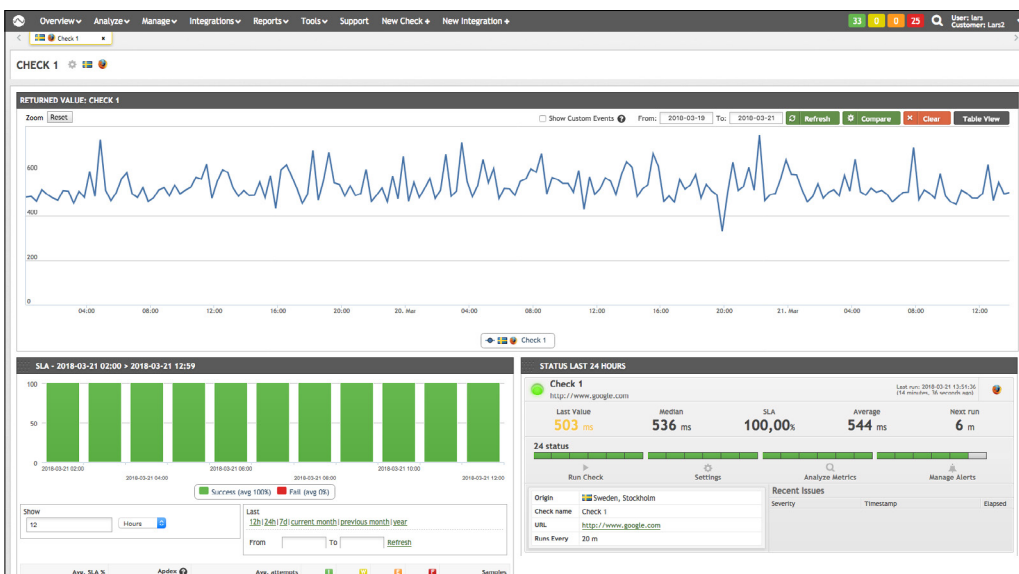 Overview Analyze Manage Integrations Reports Tools Support New Check + New Integration + 33 0 0 25 User: lars
Customer: Lars2
Check 1 ×
CHECK 1
RETURNED VALUE: CHECK 1
Zoom Reset Show Custom Events ? From: 2018-03-19 To: 2018-03-21 Refresh Compare × Clear Table View
600
400
200
0
04:00 08:00 12:00 16:00 20:00 20. Mar 04:00 08:00 12:00 16:00 20:00 21. Mar 04:00 08:00 12:00
Check 1
SLA - 2018-03-21 02:00 > 2018-03-21 12:59
100
50
0
2018-03-21 02:00 2018-03-21 04:00 2018-03-21 06:00 2018-03-21 08:00 2018-03-21 10:00 2018-03-21 12:00
Success (avg 100%) Fail (avg 0%)
Show
12 Hours
Last
12h|24h|7d|current month|previous month|year
From To Refresh
Avg. SLA % Apdex ? Avg. attempts I W E F Samples
STATUS LAST 24 HOURS
Check 1
http://www.google.com
Last run: 2018-03-21 13:51:36
(14 minutes, 36 seconds ago)
Last Value Median SLA Average Next run
503 ms 536 ms 100,00% 544 ms 6 m
24 status
Run Check Settings Analyze Metrics Manage Alerts
Origin Sweden, Stockholm
Check name Check 1
URL http://www.google.com
Runs Every 20 m
Recent Issues
Severity Timestamp Elapsed